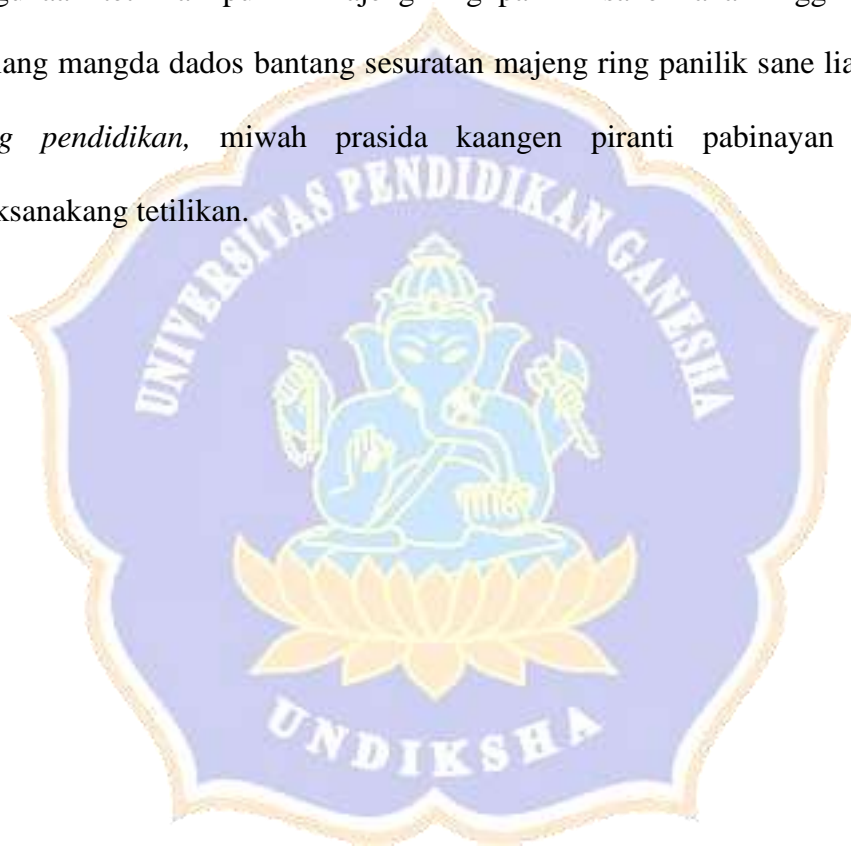 mang mangda dados bantang sesuratan majeng ring panilik sane
pendidikan, miwah prasida kaangen piranti pabinayan
tetilikan.
UNIVERSITAS PENDIDIKAN GANESHA
UNDIKSHA